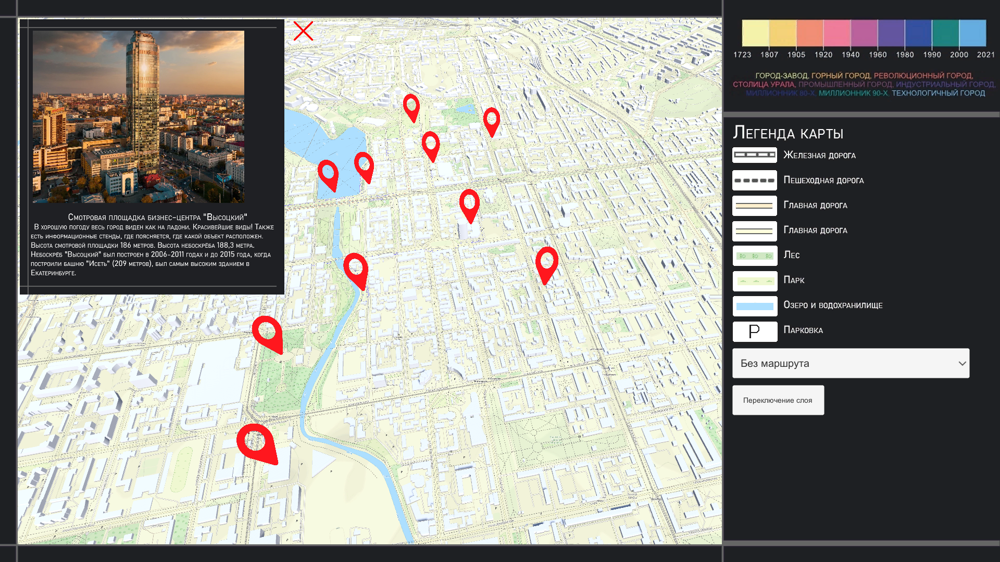 Смотровая площадка бизнес-центра "Высоцкий"
В хорошую погоду весь город виден как на ладони. Красивейшие виды! Также
есть информационные стенды, где поясняется, где какой объект расположен.
Высота смотровой площадки 186 метров. Высота небоскрёба 188,3 метра.
Небоскрёб "Высоцкий" был построен в 2006-2011 годах и до 2015 года, когда
построили башню "Исеть" (209 метров), был самым высоким зданием в
Екатеринбурге.
1723 1807 1905 1920 1940 1960 1980 1990 2000 2021
ГОРОД-ЗАВОД, ГОРНЫЙ ГОРОД, РЕВОЛЮЦИОННЫЙ ГОРОД,
СТОЛИЦА УРАЛА, ПРОМЫШЛЕННЫЙ ГОРОД, ИНДУСТРИАЛЬНЫЙ ГОРОД,
МИЛЛИОННИК 80-Х, МИЛЛИОННИК 90-Х, ТЕХНОЛОГИЧНЫЙ ГОРОД
Легенда карты
Железная дорога
Пешеходная дорога
Главная дорога
Главная дорога
Лес
Парк
Озеро и водохранилище
P Парковка
Без маршрута
Переключение слоя